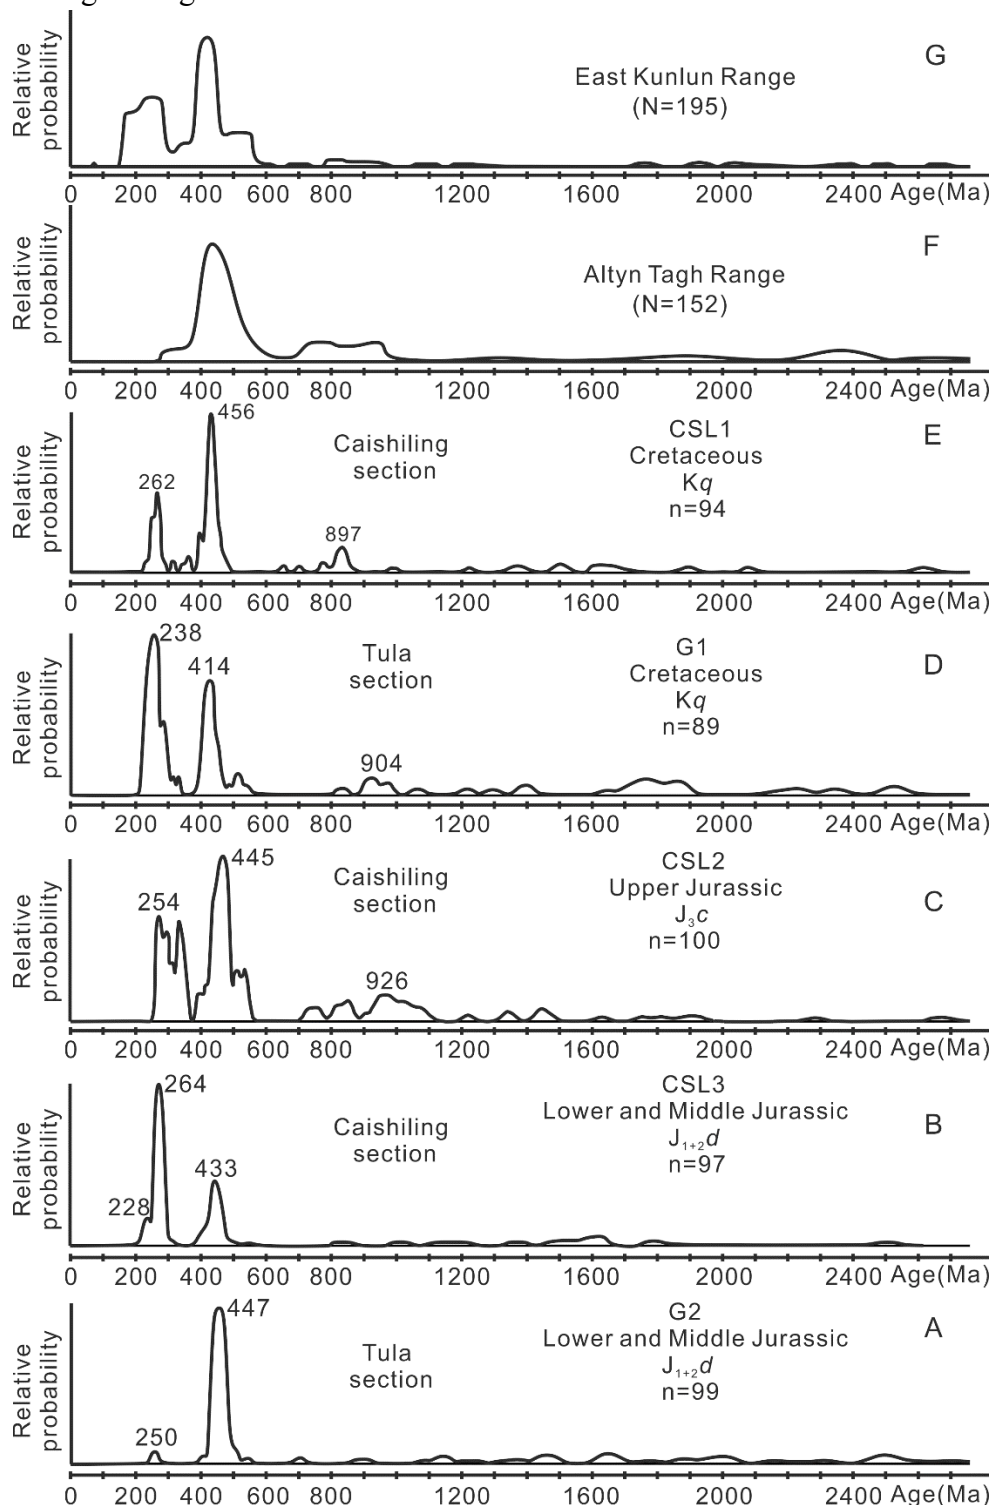 Relative
probability
East Kunlun Range
(N=195)
G
0 200 400 600 800 1200 1600 2000 2400 Age(Ma)
Relative
probability
Altyn Tagh Range
(N=152)
F
0 200 400 600 800 1200 1600 2000 2400 Age(Ma)
Relative
probability
262
456
897
Caishiling
section
CSL1
Cretaceous
Kq
n=94
E
0 200 400 600 800 1200 1600 2000 2400 Age(Ma)
Relative
probability
238
414
904
Tula
section
G1
Cretaceous
Kq
n=89
D
0 200 400 600 800 1200 1600 2000 2400 Age(Ma)
Relative
probability
254
445
926
Caishiling
section
CSL2
Upper Jurassic
J₃c
n=100
C
0 200 400 600 800 1200 1600 2000 2400 Age(Ma)
Relative
probability
228
264
433
Caishiling
section
CSL3
Lower and Middle Jurassic
J₁₊₂d
n=97
B
0 200 400 600 800 1200 1600 2000 2400 Age(Ma)
Relative
probability
250
447
Tula
section
G2
Lower and Middle Jurassic
J₁₊₂d
n=99
A
0 200 400 600 800 1200 1600 2000 2400 Age(Ma)